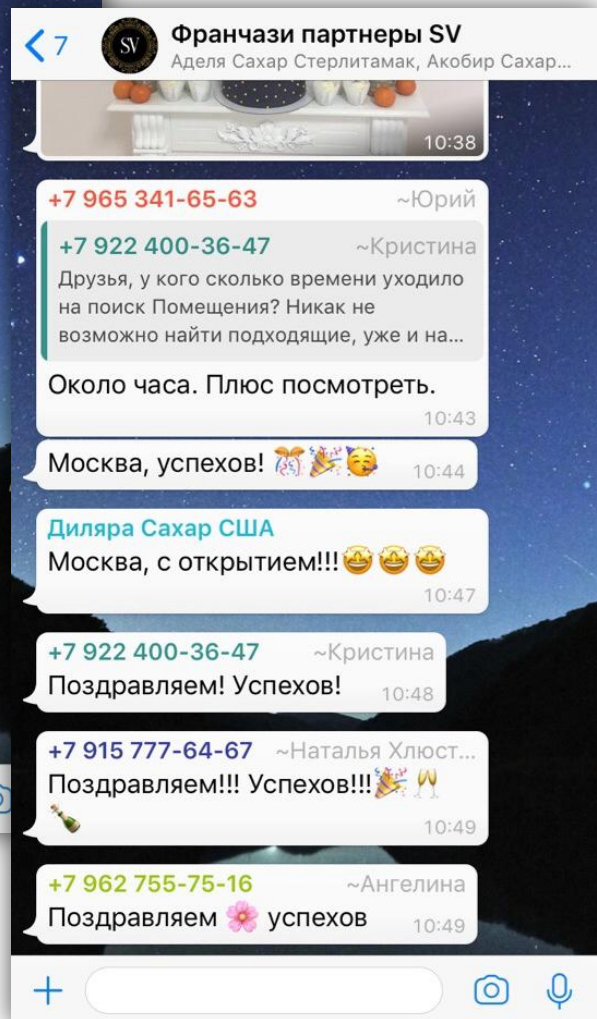 7
SV
Франчази партнеры SV
Аделя Сахар Стерлитамак, Акобир Сахар...
10:38
+7 965 341-65-63 ~Юрий
+7 922 400-36-47 ~Кристина
Друзья, у кого сколько времени уходило
на поиск Помещения? Никак не
возможно найти подходящие, уже и на...
Около часа. Плюс посмотреть.
10:43
Москва, успехов! 🎊🎉🥳 10:44
Диляра Сахар США
Москва, с открытием!!!🤩🤩🤩
10:47
+7 922 400-36-47 ~Кристина
Поздравляем! Успехов! 10:48
+7 915 777-64-67 ~Наталья Хлюст...
Поздравляем!!! Успехов!!!🎉🥂
🍾
10:49
+7 962 755-75-16 ~Ангелина
Поздравляем 🌸 успехов 10:49